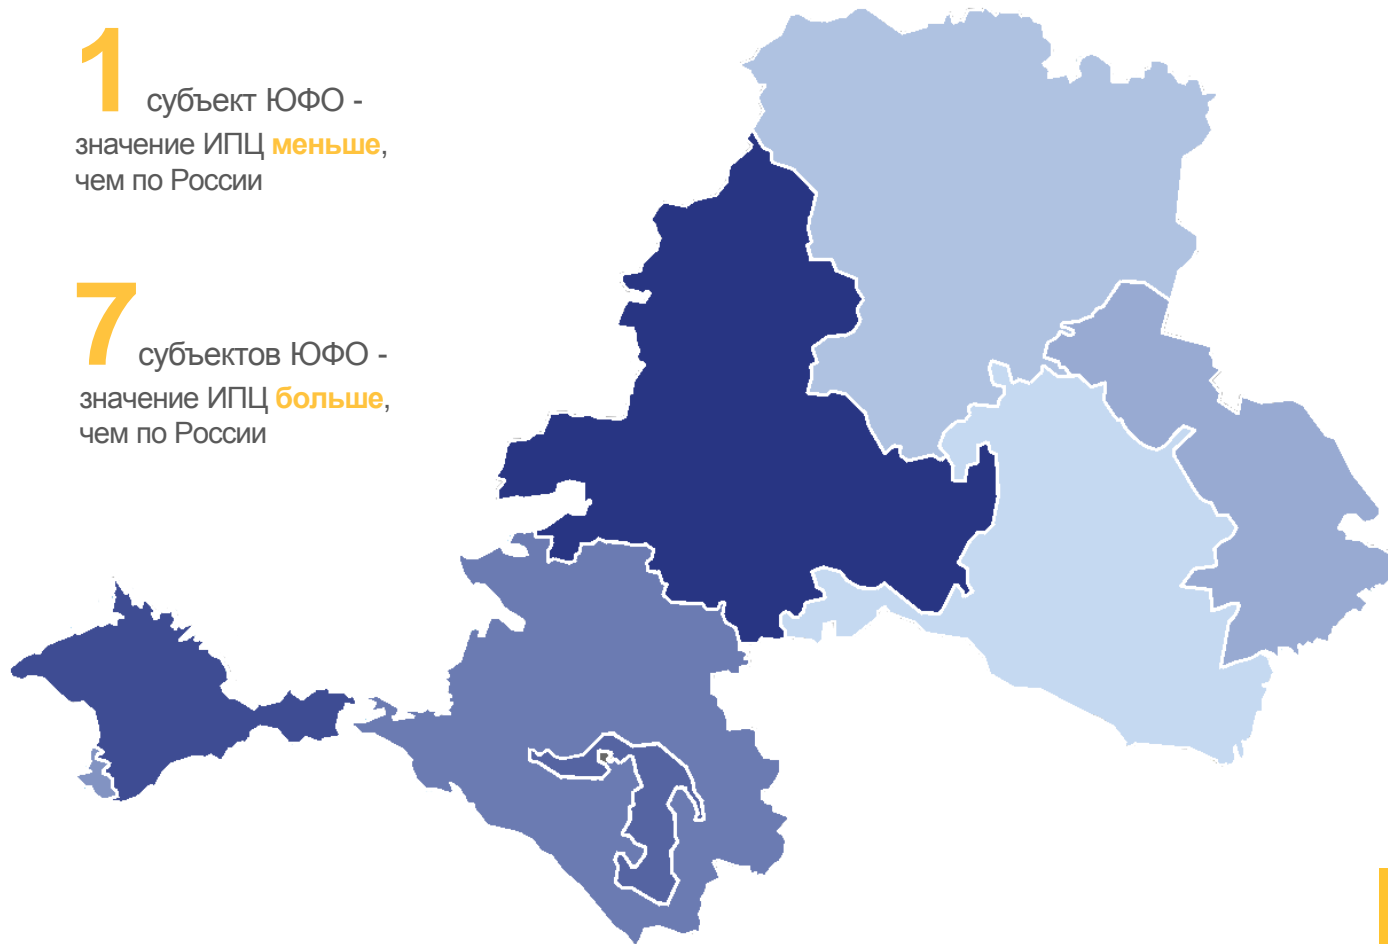 1 субъект ЮФО -
значение ИПЦ меньше,
чем по России
7 субъектов ЮФО -
значение ИПЦ больше,
чем по России